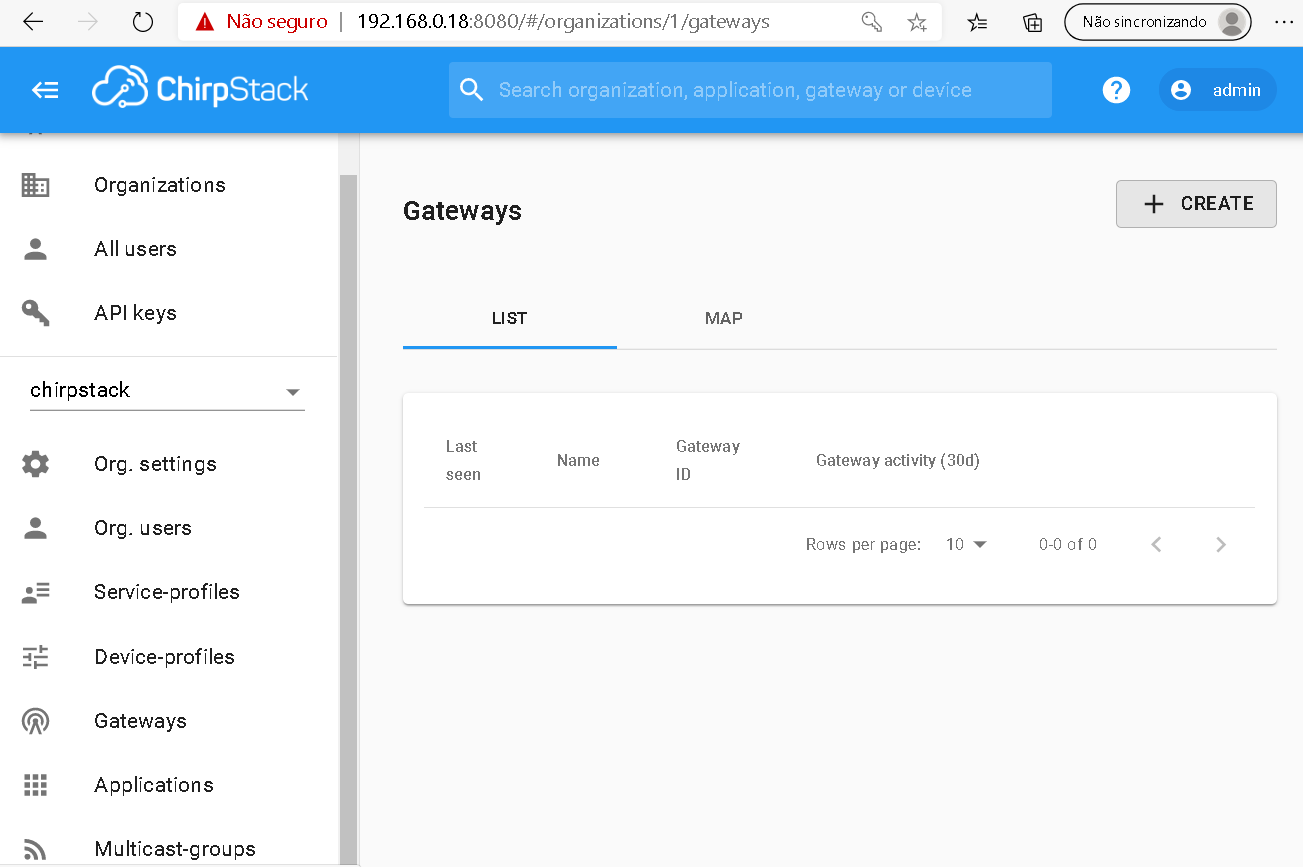 Não seguro | 192.168.0.18:8080/#/organizations/1/gateways
Não sincronizando
ChirpStack
Search organization, application, gateway or device
?
admin
Organizations
All users
API keys
chirpstack
Org. settings
Org. users
Service-profiles
Device-profiles
Gateways
Applications
Multicast-groups
Gateways
+ CREATE
LIST
MAP
Last seen
Name
Gateway ID
Gateway activity (30d)
Rows per page: 10
0-0 of 0